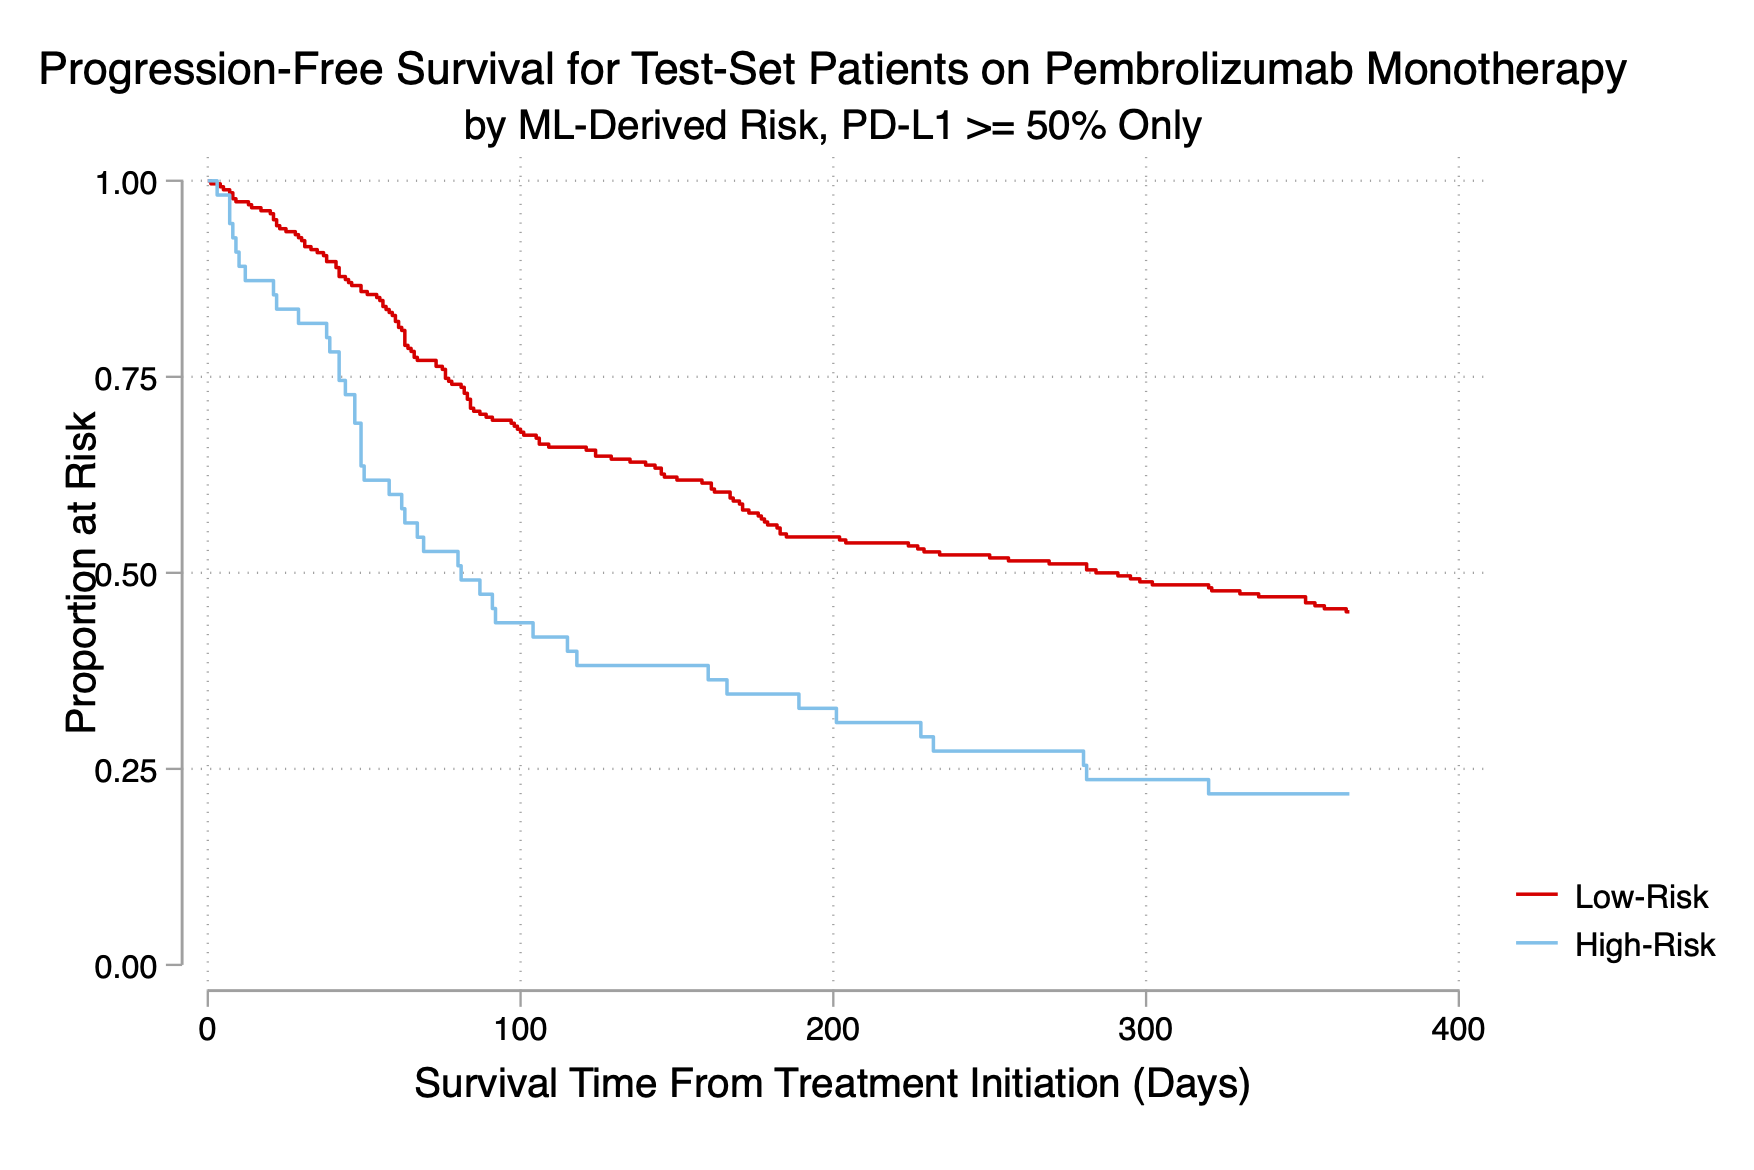 Progression-Free Survival for Test-Set Patients on Pembrolizumab Monotherapy
by ML-Derived Risk, PD-L1 >= 50% Only
1.00
0.75
0.50
0.25
0.00
Proportion at Risk
0 100 200 300 400
Survival Time From Treatment Initiation (Days)
Low-Risk
High-Risk